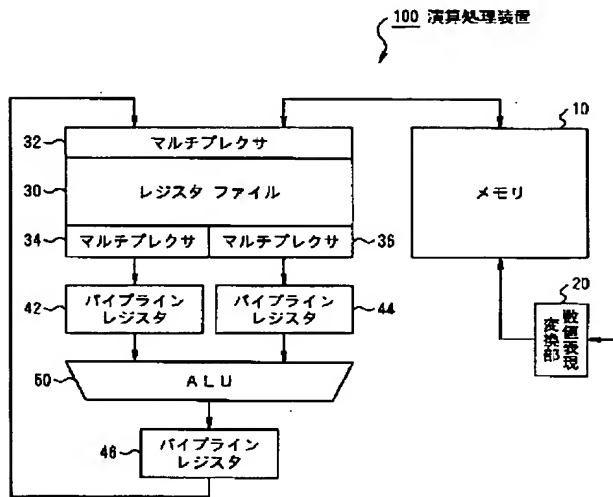 100 演算処理装置
10
32
マルチプレクサ
30
レジスタ ファイル
メモリ
34
マルチプレクサ
マルチプレクサ
36
42
パイプライン
レジスタ
パイプライン
レジスタ
44
20
数値表現
変換部
60
ALU
46
パイプライン
レジスタ